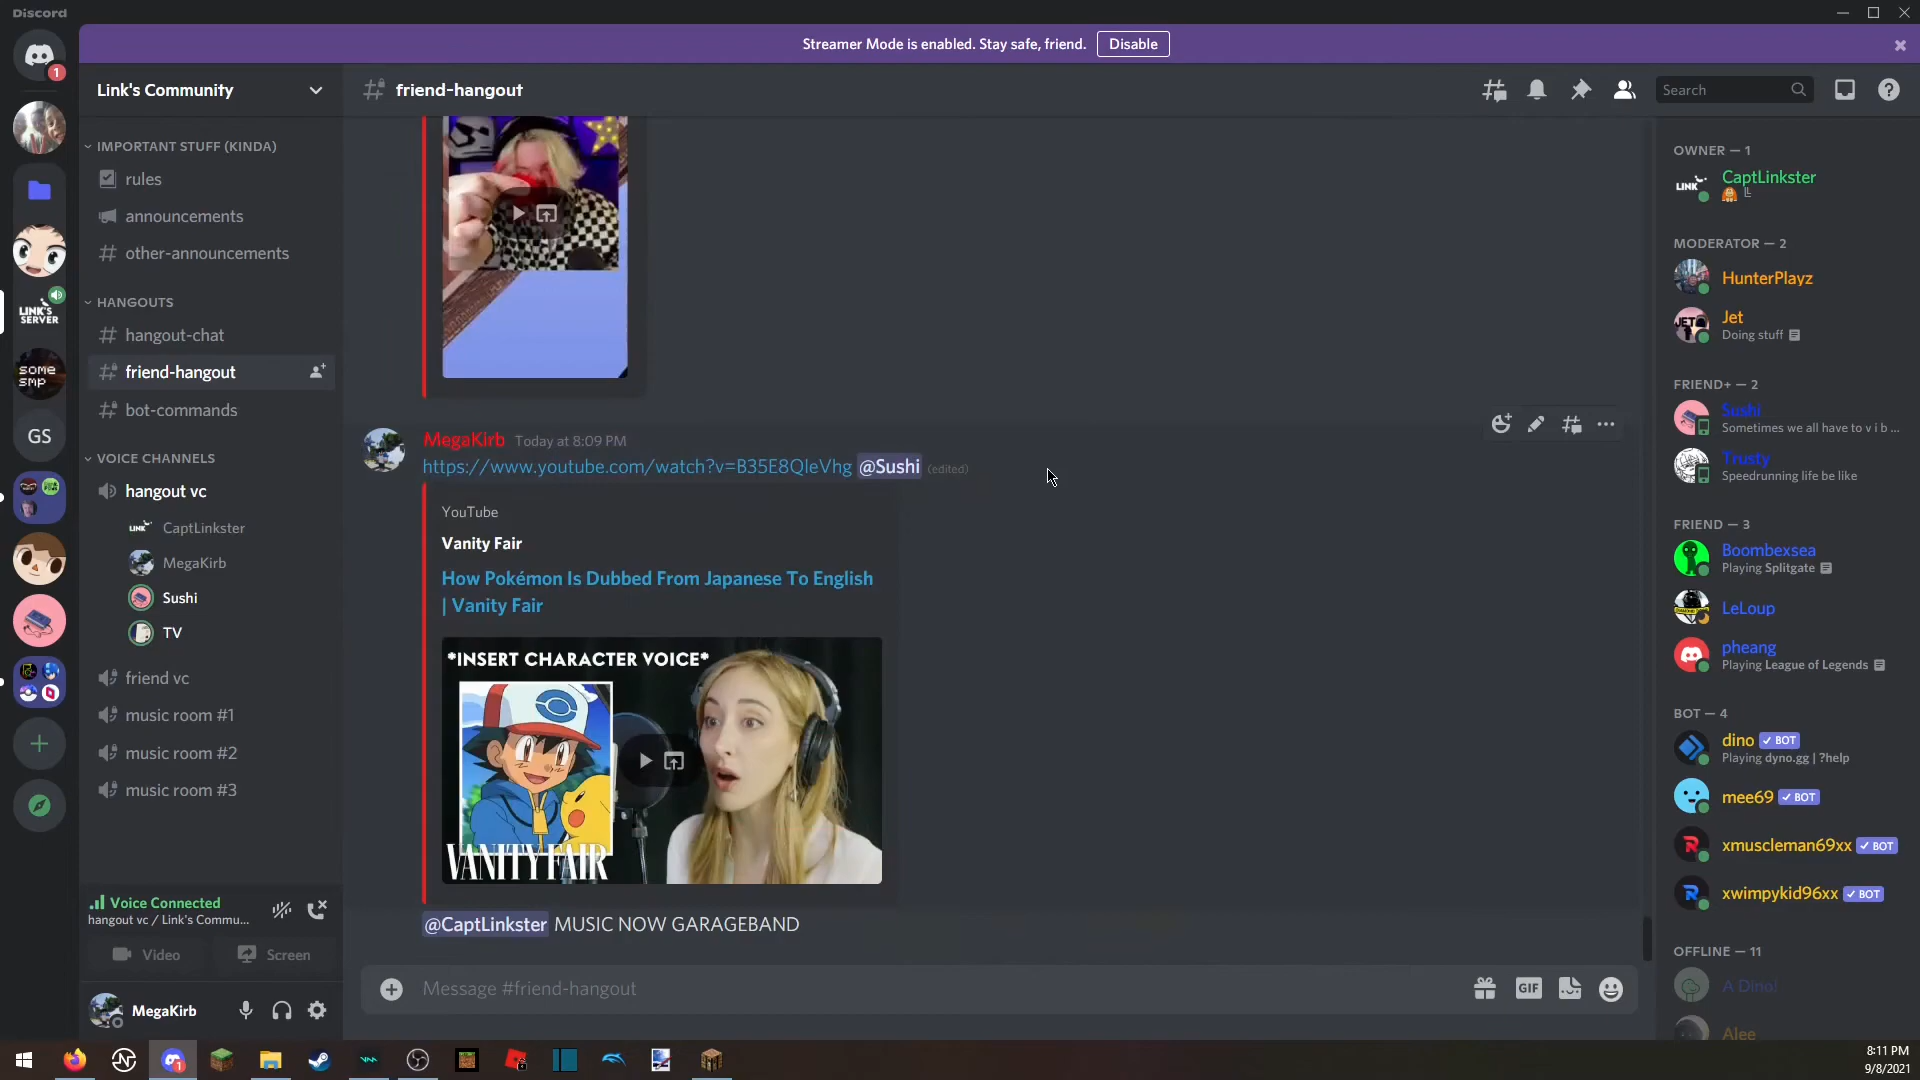 Discord
Streamer Mode is enabled. Stay safe, friend.
Disable
1
Link's Community
friend-hangout
Search
IMPORTANT STUFF (KINDA)
rules
announcements
other-announcements
HANGOUTS
hangout-chat
friend-hangout
bot-commands
VOICE CHANNELS
hangout vc
CaptLinkster
MegaKirb
Sushi
TV
friend vc
music room #1
music room #2
music room #3
LINK'S
SERVER
some
smp
GS
Voice Connected
hangout vc / Link's Commu...
Video
Screen
MegaKirb
MegaKirb Today at 8:09 PM
https://www.youtube.com/watch?v=B35E8QleVhg @Sushi (edited)
YouTube
Vanity Fair
How Pokémon Is Dubbed From Japanese To English
| Vanity Fair
*INSERT CHARACTER VOICE*
VANITY FAIR
@CaptLinkster MUSIC NOW GARAGEBAND
Message #friend-hangout
GIF
OWNER — 1
LINK
CaptLinkster
MODERATOR — 2
HunterPlayz
JET
Jet
Doing stuff
FRIEND+ — 2
Sushi
Sometimes we all have to v i b ...
Trusty
Speedrunning life be like
FRIEND — 3
Boombexsea
Playing Splitgate
LeLoup
pheang
Playing League of Legends
BOT — 4
dino BOT
Playing dyno.gg | ?help
mee69 BOT
xmuscleman69xx BOT
xwimpykid96xx BOT
OFFLINE — 11
A Dino!
Alee
1
8:11 PM
9/8/2021